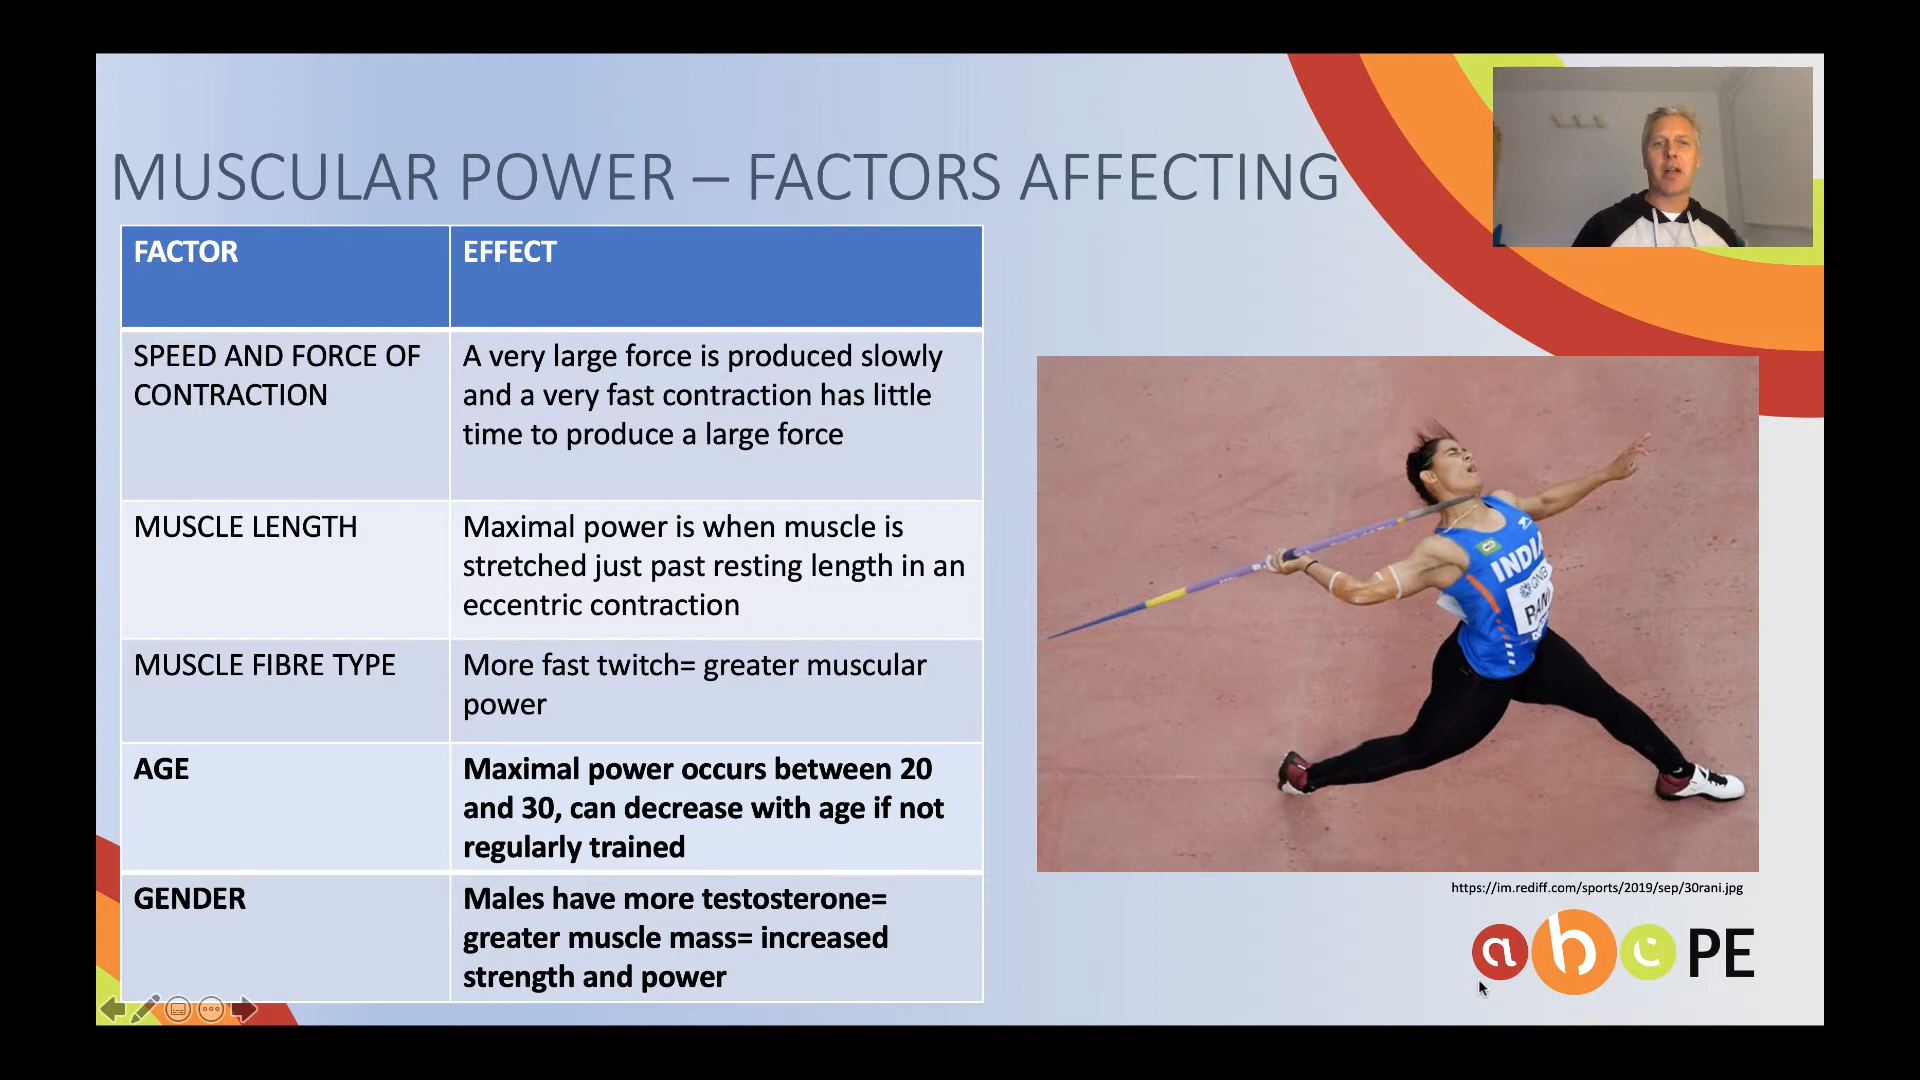 MUSCULAR POWER – FACTORS AFFECTING
FACTOR
EFFECT
SPEED AND FORCE OF
CONTRACTION
A very large force is produced slowly
and a very fast contraction has little
time to produce a large force
MUSCLE LENGTH
Maximal power is when muscle is
stretched just past resting length in an
eccentric contraction
MUSCLE FIBRE TYPE
More fast twitch= greater muscular
power
AGE
Maximal power occurs between 20
and 30, can decrease with age if not
regularly trained
GENDER
Males have more testosterone=
greater muscle mass= increased
strength and power
INDIA
QNB
RANI
https://im.rediff.com/sports/2019/sep/30rani.jpg
abc PE